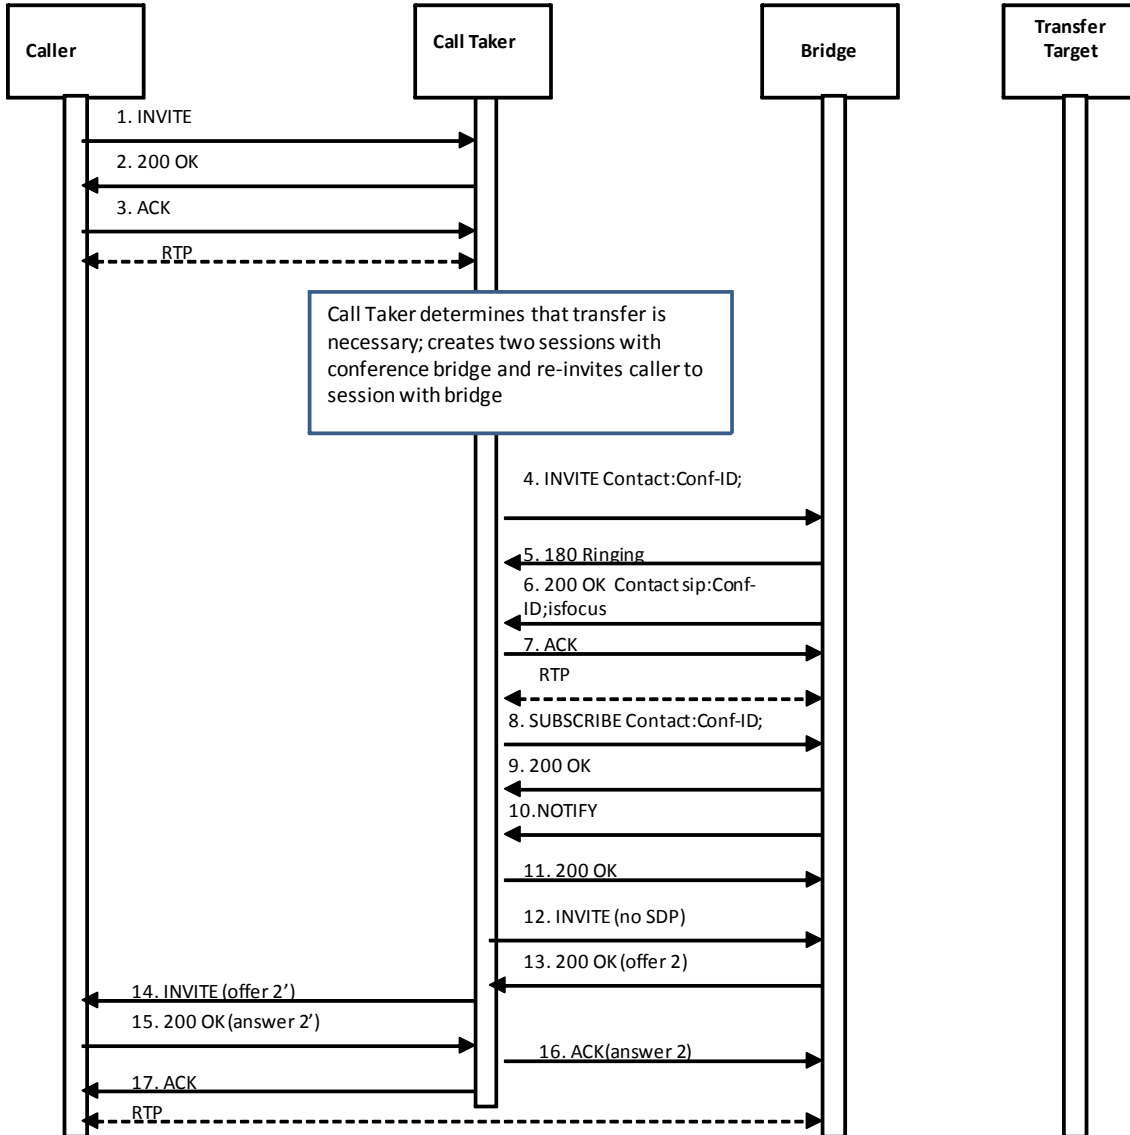 Caller
Call Taker
Bridge
Transfer
Target
1. INVITE
2. 200 OK
3. ACK
RTP
Call Taker determines that transfer is
necessary; creates two sessions with
conference bridge and re-invites caller to
session with bridge
4. INVITE Contact:Conf-ID;
5. 180 Ringing
6. 200 OK Contact sip:Conf-
ID;isfocus
7. ACK
RTP
8. SUBSCRIBE Contact:Conf-ID;
9. 200 OK
10.NOTIFY
11. 200 OK
12. INVITE (no SDP)
13. 200 OK (offer 2)
14. INVITE (offer 2’)
15. 200 OK (answer 2’)
16. ACK(answer 2)
17. ACK
RTP